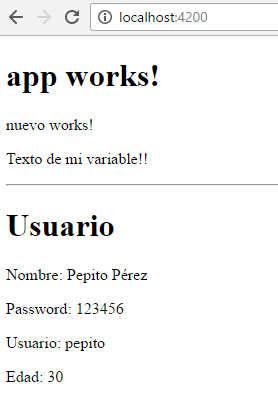 localhost:4200
app works!
nuevo works!
Texto de mi variable!!
Usuario
Nombre: Pepito Pérez
Password: 123456
Usuario: pepito
Edad: 30